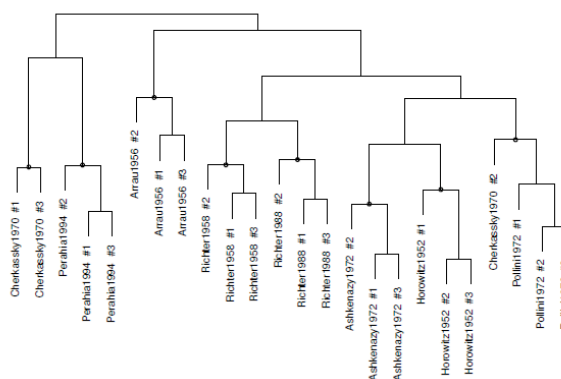 Cherkassky1970 #1
Cherkassky1970 #3
Perahia1994 #2
Perahia1994 #1
Perahia1994 #3
Arrau1956 #2
Arrau1956 #1
Arrau1956 #3
Richter1958 #2
Richter1958 #1
Richter1958 #3
Richter1988 #2
Richter1988 #1
Richter1988 #3
Ashkenazy1972 #2
Ashkenazy1972 #1
Ashkenazy1972 #3
Horowitz1952 #1
Horowitz1952 #2
Horowitz1952 #3
Cherkassky1970 #2
Pollini1972 #1
Pollini1972 #2